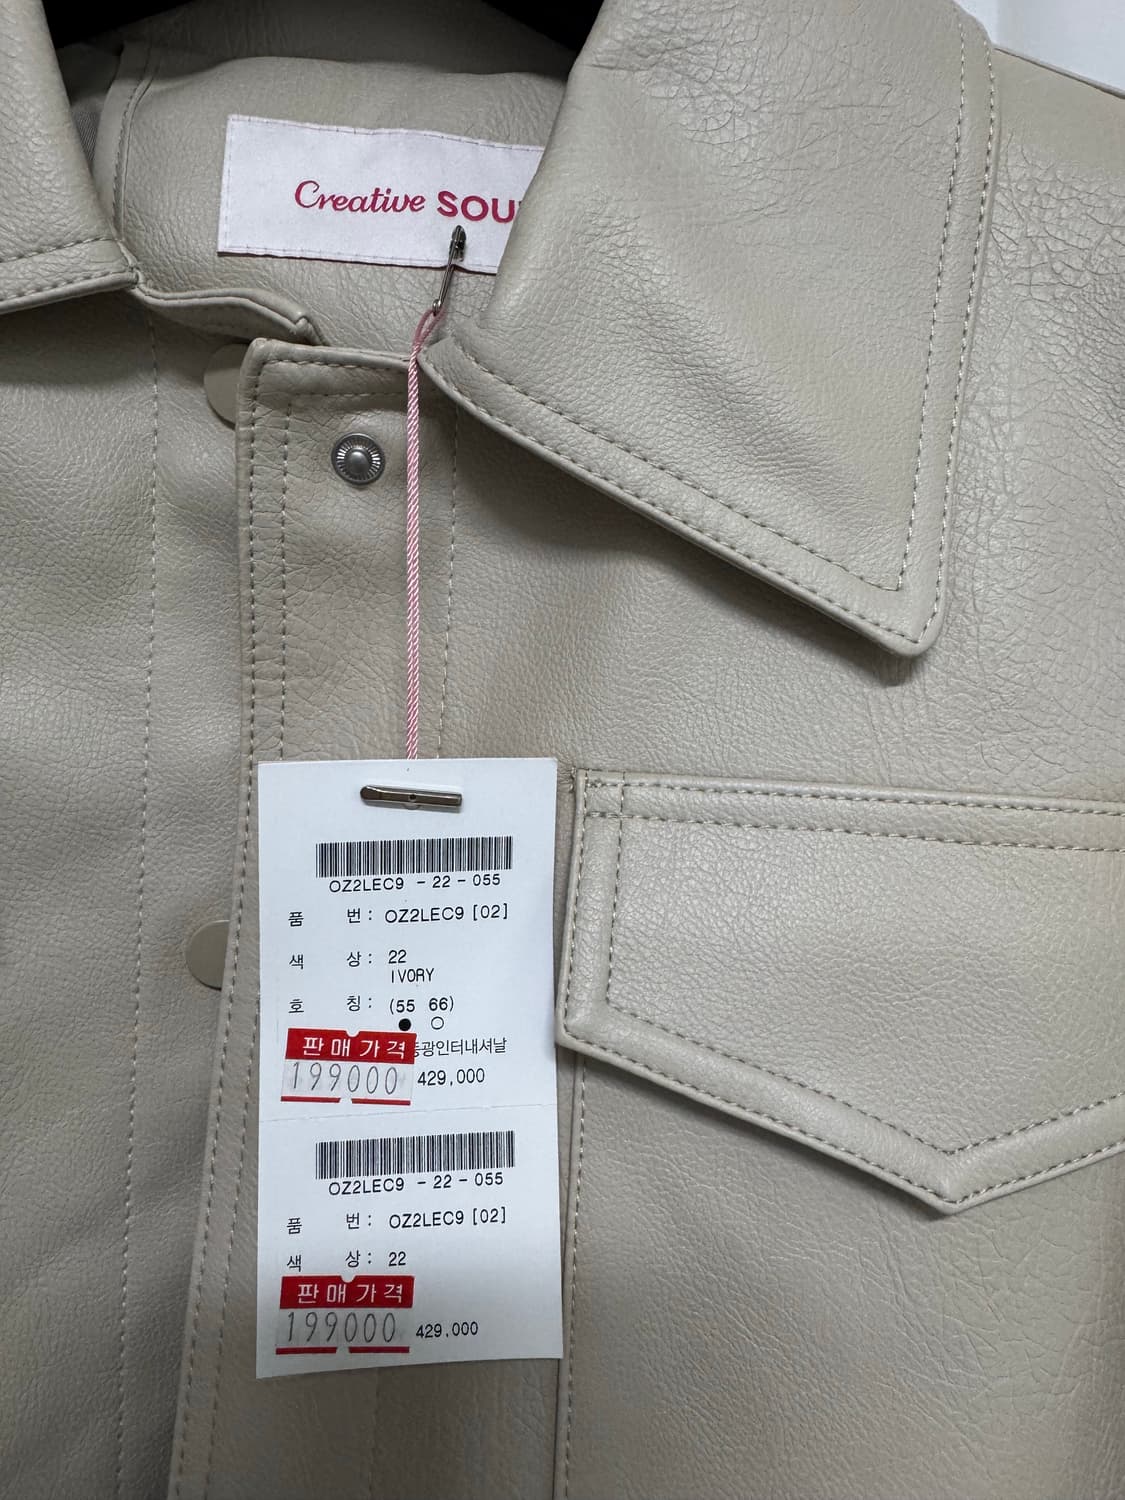 Creative SOU
OZ2LEC9 - 22 - 055
품 번 : OZ2LEC9 [02]
색 상 : 22
IVORY
호 칭 : (55 66)
판매가격 동광인터내셔날
199000 429,000
OZ2LEC9 - 22 - 055
품 번 : OZ2LEC9 [02]
색 상 : 22
판매가격
199000 429,000